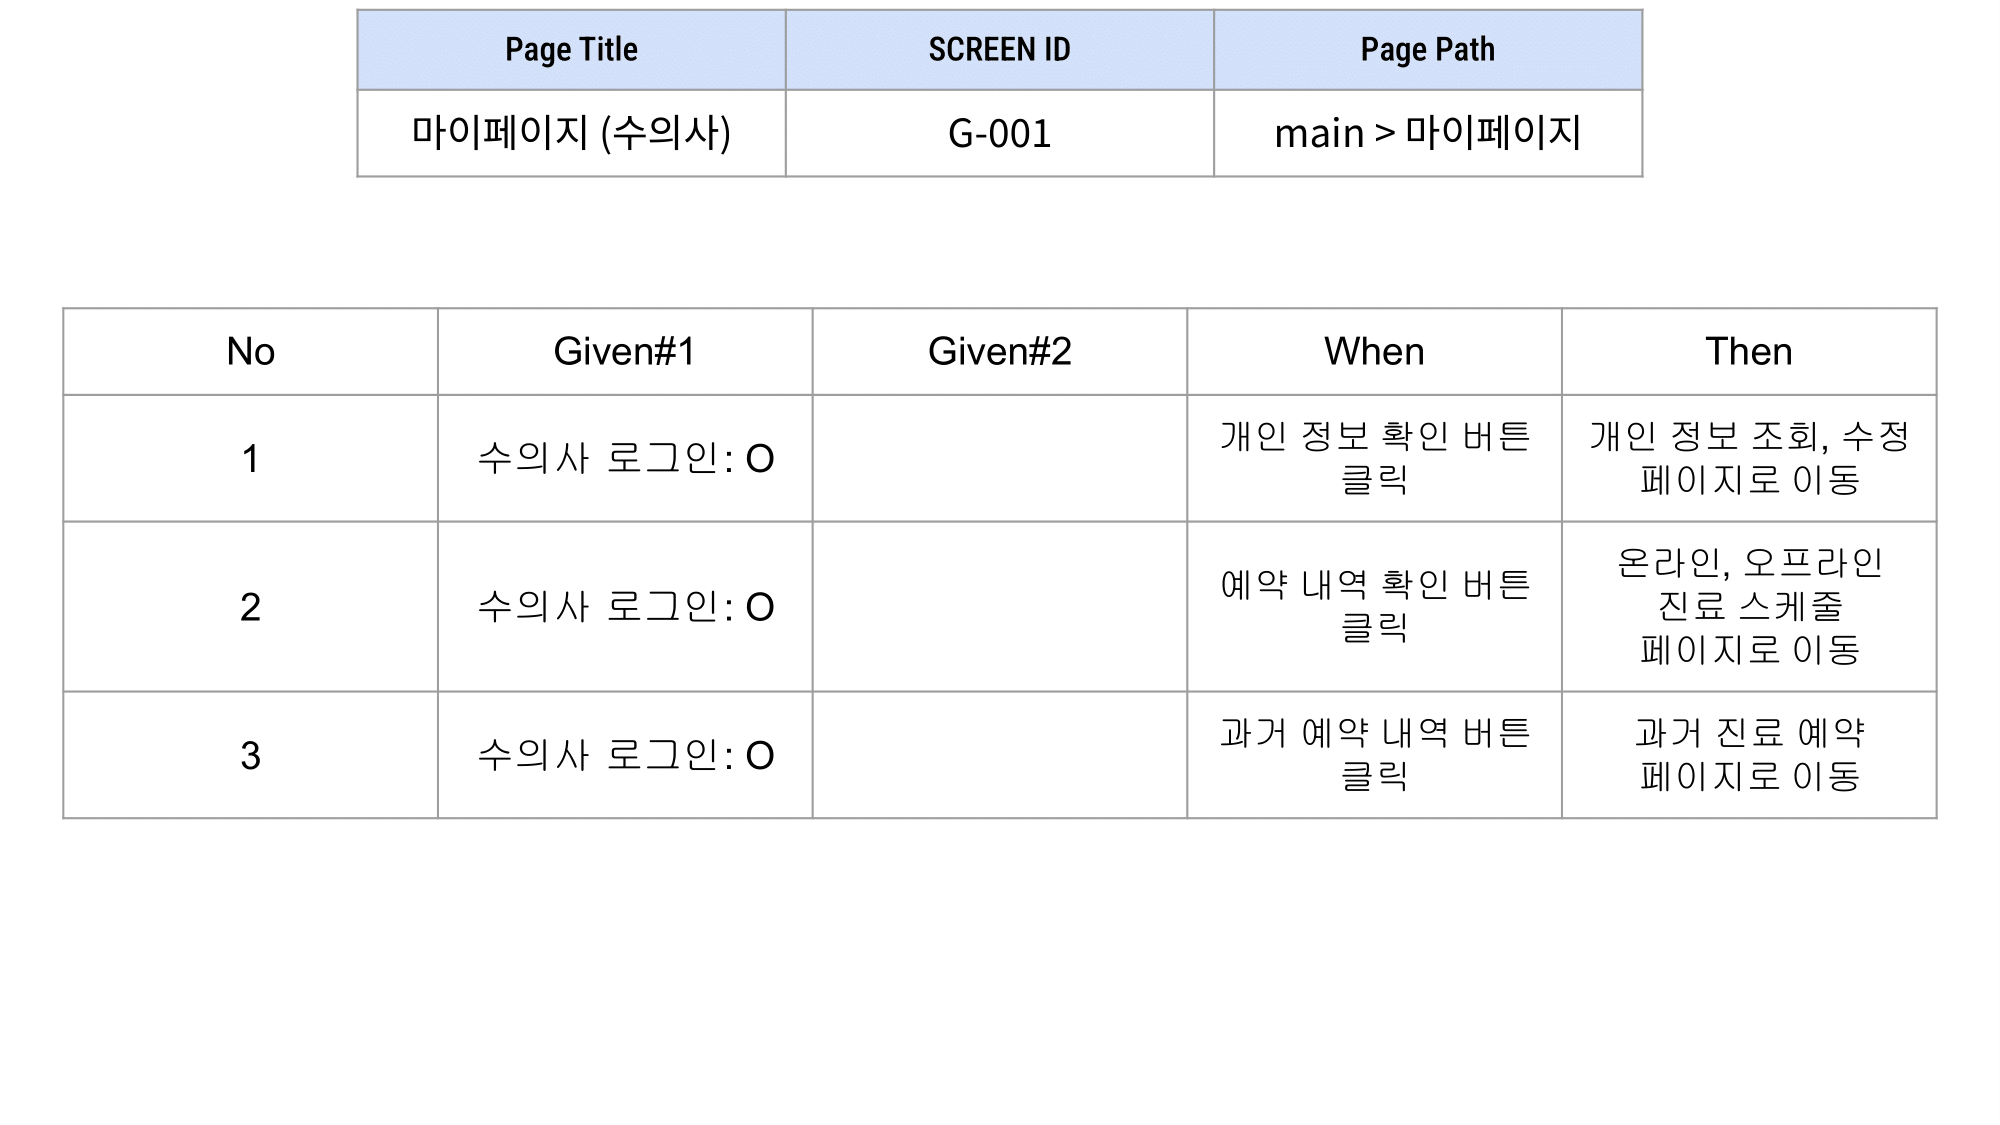 Page Title SCREEN ID Page Path
마이페이지 (수의사) G-001 main > 마이페이지
No Given#1 Given#2 When Then
1 수의사 로그인: O 개인 정보 확인 버튼 개인 정보 조회, 수정
클릭 페이지로 이동
2 수의사 로그인: O 예약 내역 확인 버튼 온라인, 오프라인
클릭 진료 스케줄
페이지로 이동
3 수의사 로그인: O 과거 예약 내역 버튼 과거 진료 예약
클릭 페이지로 이동